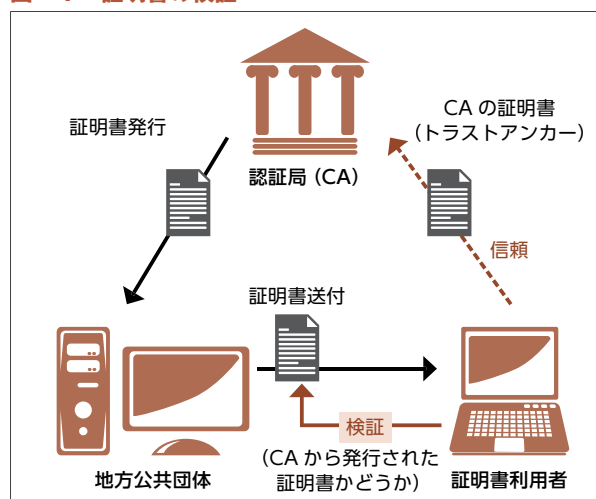 証明書発行
CA の証明書
（トラストアンカー）
認証局（CA）
信頼
証明書送付
検証
（CA から発行された
証明書かどうか）
地方公共団体
証明書利用者